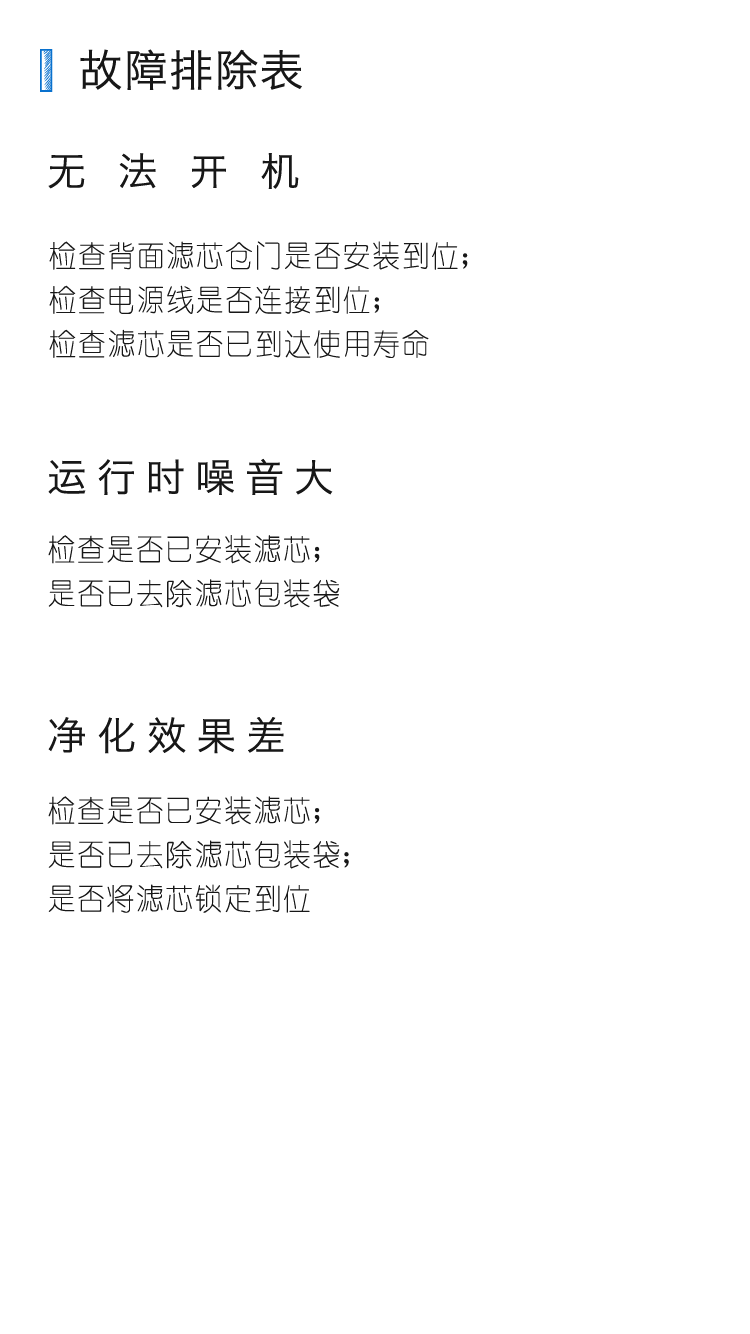 故障排除表
无法开机
检查背面滤芯仓门是否安装到位；
检查电源线是否连接到位；
检查滤芯是否已到达使用寿命
运行时噪音大
检查是否已安装滤芯；
是否已去除滤芯包装袋
净化效果差
检查是否已安装滤芯；
是否已去除滤芯包装袋；
是否将滤芯锁定到位